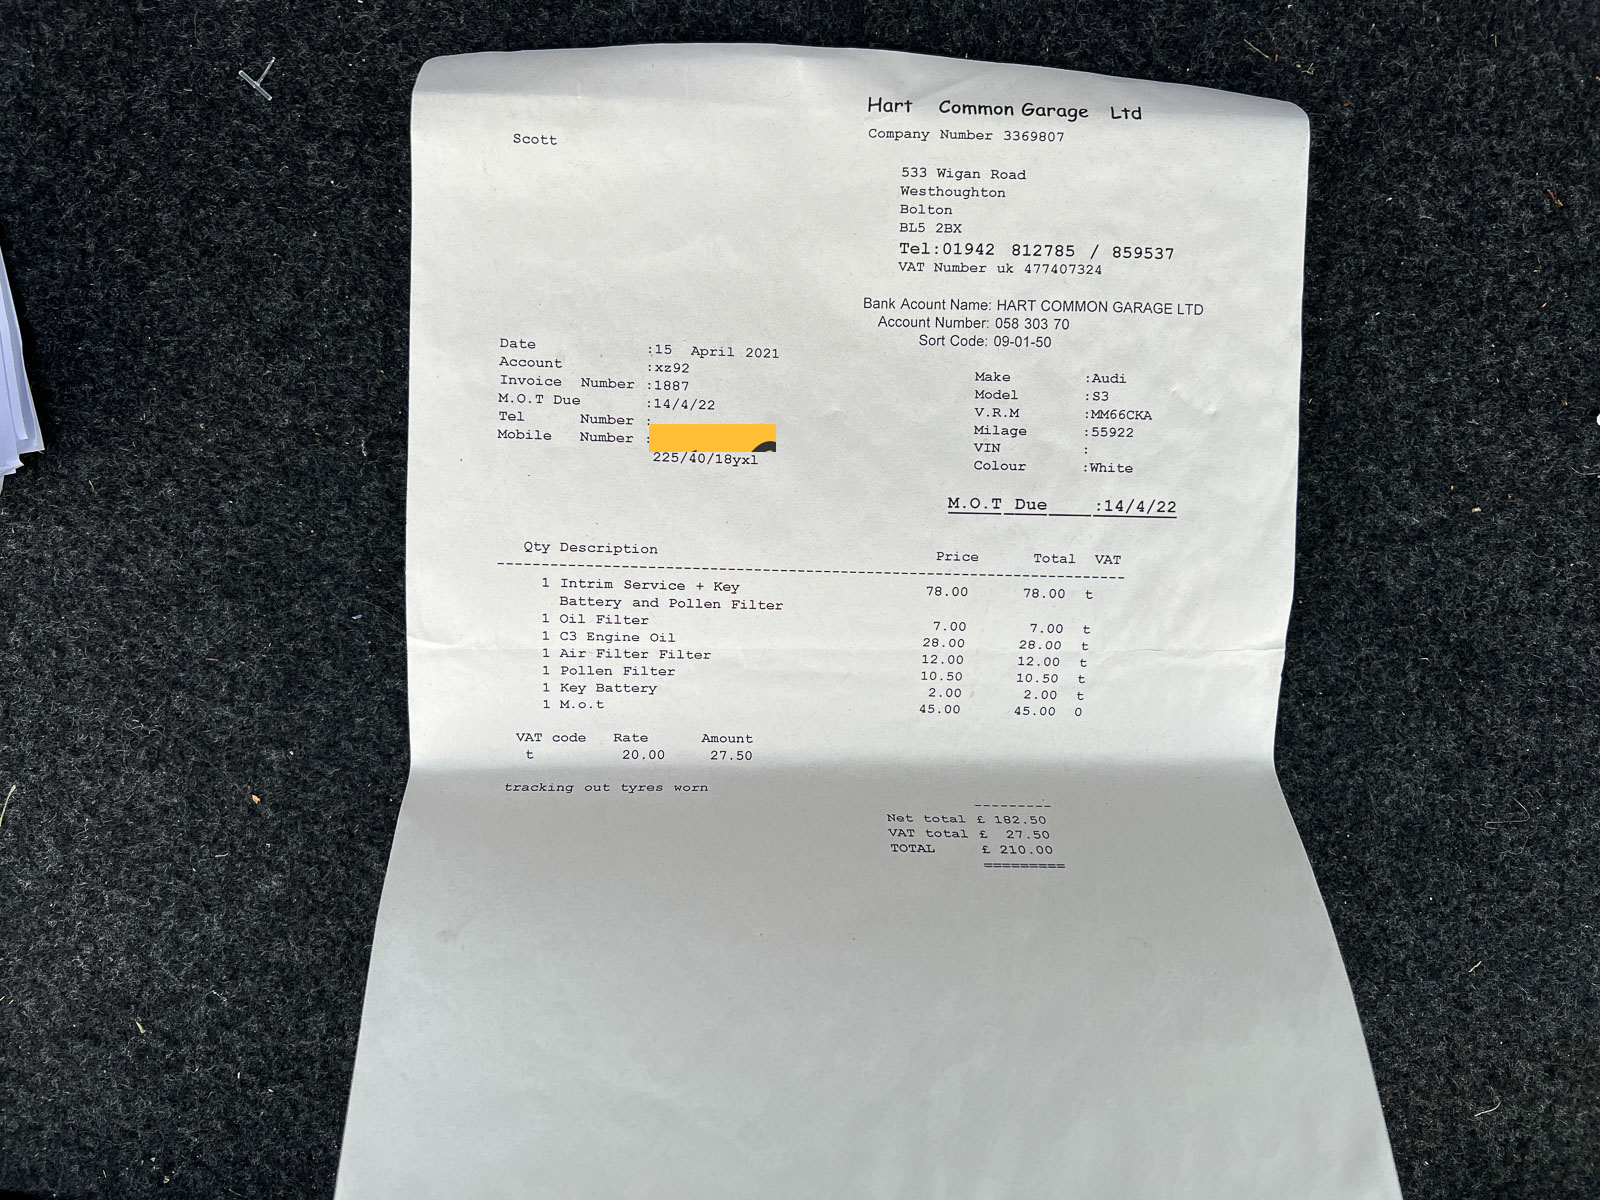 Hart Common Garage Ltd
Company Number 3369807
Scott
533 Wigan Road
Westhoughton
Bolton
BL5 2BX
Tel:01942 812785 / 859537
VAT Number uk 477407324
Bank Acount Name: HART COMMON GARAGE LTD
Account Number: 058 303 70
Sort Code: 09-01-50
Date :15 April 2021
Account :xz92
Invoice Number :1887
M.O.T Due :14/4/22
Tel Number :
Mobile Number :
225/40/18yxl
Make :Audi
Model :S3
V.R.M :MM66CKA
Milage :55922
VIN :
Colour :White
M.O.T Due :14/4/22
Qty Description Price Total VAT
1 Intrim Service + Key 78.00 78.00 t
Battery and Pollen Filter
1 Oil Filter 7.00 7.00 t
1 C3 Engine Oil 28.00 28.00 t
1 Air Filter Filter 12.00 12.00 t
1 Pollen Filter 10.50 10.50 t
1 Key Battery 2.00 2.00 t
1 M.o.t 45.00 45.00 0
VAT code Rate Amount
t 20.00 27.50
tracking out tyres worn
Net total £ 182.50
VAT total £ 27.50
TOTAL £ 210.00